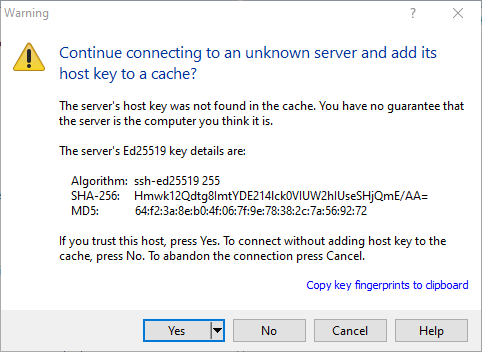 Warning
?
Continue connecting to an unknown server and add its
host key to a cache?
The server's host key was not found in the cache. You have no guarantee that
the server is the computer you think it is.
The server's Ed25519 key details are:
Algorithm: ssh-ed25519 255
SHA-256: Hmwk12Qdtg8lmtYDE214Ick0VIUW2hlUseSHjQmE/AA=
MD5: 64:f2:3a:8e:b0:4f:06:7f:9e:78:38:2c:7a:56:92:72
If you trust this host, press Yes. To connect without adding host key to the
cache, press No. To abandon the connection press Cancel.
Copy key fingerprints to clipboard
Yes No Cancel Help